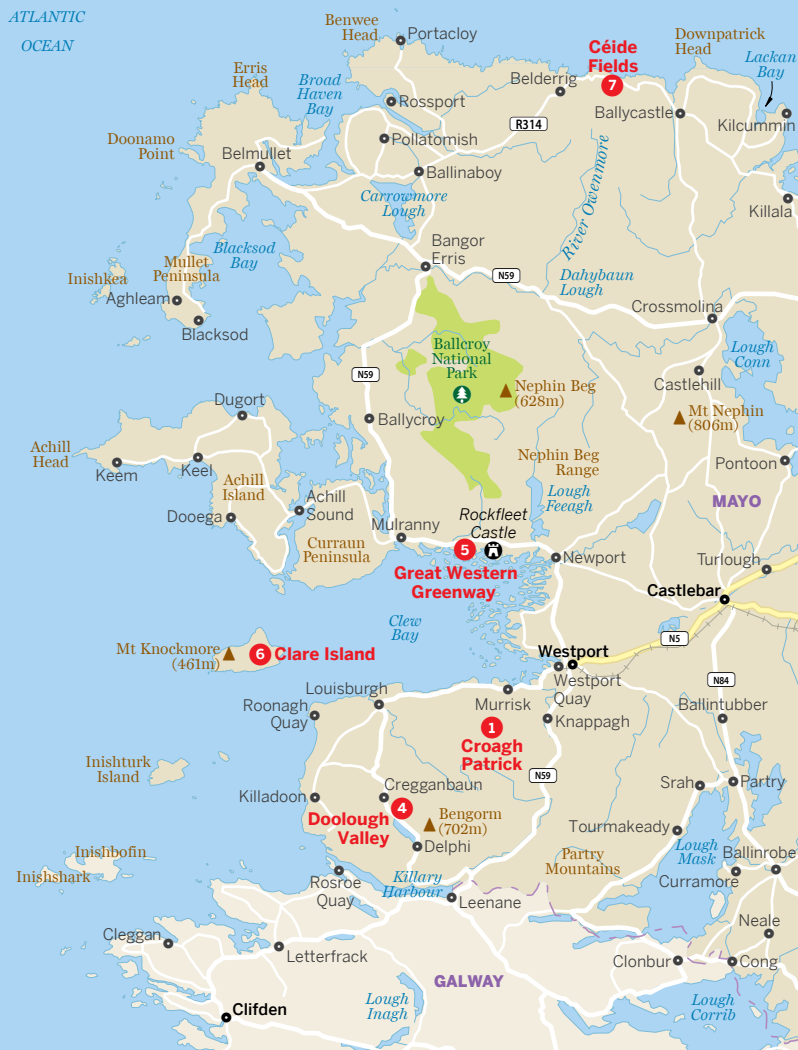 ATLANTIC
OCEAN
Benwee
Head
Portacloy
Downpatrick
Head
Céide
Fields
7
Lackan
Bay
Erris
Head
Broad
Haven
Bay
Belderrig
Rossport
Ballycastle
Kilcummin
R314
Doonamo
Point
Pollatomish
Belmullet
Ballinaboy
Carrowmore
Lough
River Owenmore
Killala
Blacksod
Bay
Bangor
Erris
Mullet
Peninsula
Inishkea
N59
Dahybaun
Lough
Aghleam
Crossmolina
Blacksod
Lough
Conn
Ballcroy
National
Park
N59
Castlehill
Nephin Beg
(628m)
Dugort
Mt Nephin
(806m)
Ballycroy
Achill
Head
Nephin Beg
Range
Pontoon
Keem
Keel
Achill
Island
Lough
Feeagh
MAYO
Achill
Sound
Dooega
Rockfleet
Castle
Mulranny
Curraun
Peninsula
5
Newport
Turlough
Great Western
Greenway
Castlebar
Clew
Bay
N5
Mt Knockmore
(461m)
6
Clare Island
Westport
Westport
Quay
N84
Louisburgh
Roonagh
Quay
Murrisk
Knappagh
Ballintubber
1
Croagh
Patrick
Inishturk
Island
N59
Cregganbaun
Srah
Partry
Killadoon
4
Doolough
Valley
Bengorm
(702m)
Tourmakeady
Delphi
Lough
Mask
Ballinrobe
Inishbofin
Partry
Mountains
Inishshark
Rosroe
Quay
Killary
Harbour
Curramore
Leenane
Neale
Cleggan
Letterfrack
Clonbur
Cong
GALWAY
Clifden
Lough
Inagh
Lough
Corrib